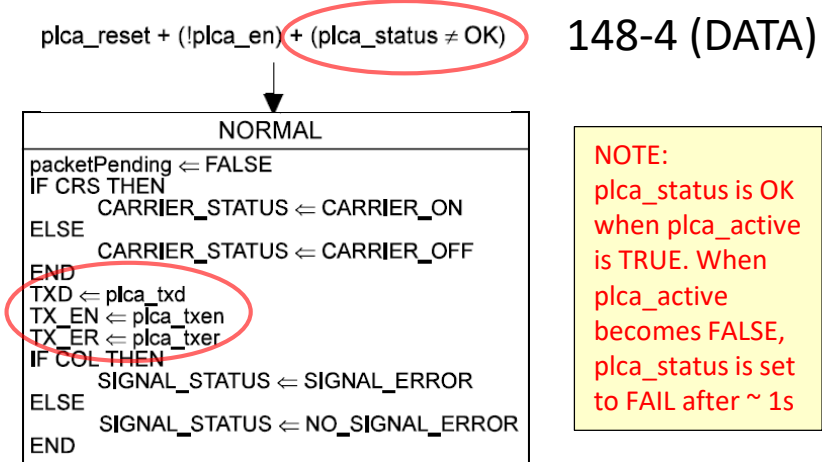 plca_reset + (!plca_en) + (plca_status ≠ OK)
148-4 (DATA)
NORMAL
packetPending ⇐ FALSE
IF CRS THEN
CARRIER_STATUS ⇐ CARRIER_ON
ELSE
CARRIER_STATUS ⇐ CARRIER_OFF
END
TXD ⇐ plca_txd
TX_EN ⇐ plca_txen
TX_ER ⇐ plca_txer
IF COL THEN
SIGNAL_STATUS ⇐ SIGNAL_ERROR
ELSE
SIGNAL_STATUS ⇐ NO_SIGNAL_ERROR
END
NOTE:
plca_status is OK
when plca_active
is TRUE. When
plca_active
becomes FALSE,
plca_status is set
to FAIL after ~ 1s